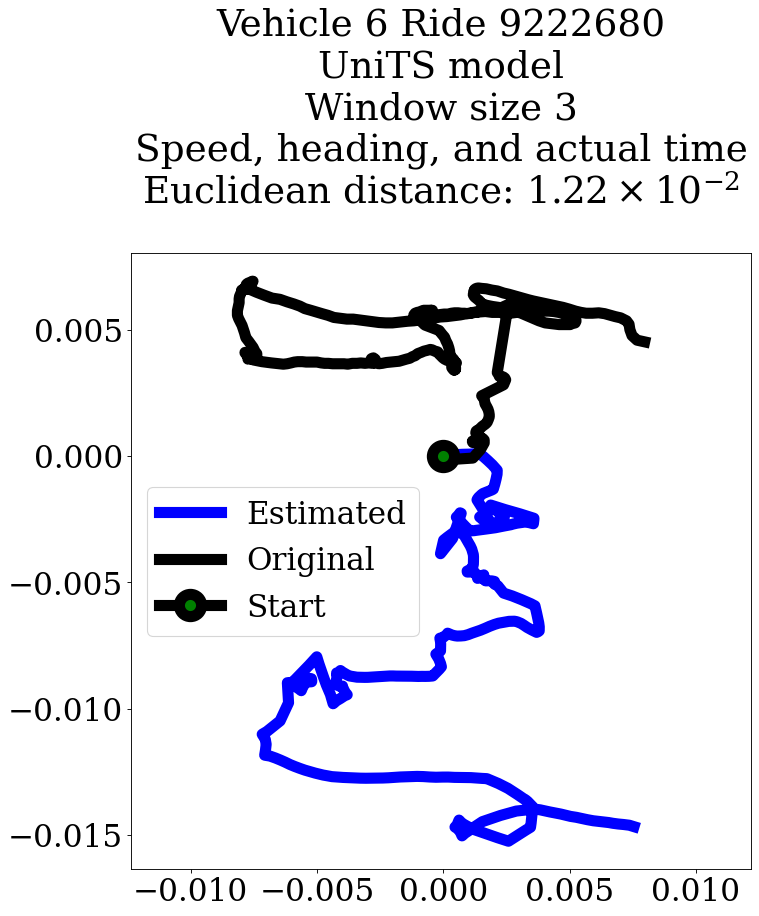 Vehicle 6 Ride 9222680
UniTS model
Window size 3
Speed, heading, and actual time
Euclidean distance: 1.22 × 10⁻²
0.005
0.000
−0.005
−0.010
−0.015
Estimated
Original
Start
−0.010 −0.005 0.000 0.005 0.010